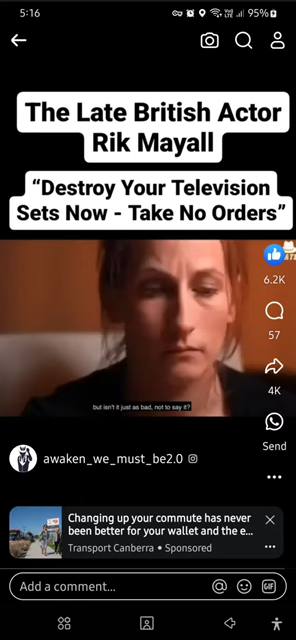 5:16
95%
The Late British Actor
Rik Mayall
“Destroy Your Television
Sets Now - Take No Orders”
6.2K
but isn't it just as bad, not to say it?
57
4K
Send
awaken_we_must_be2.0
Changing up your commute has never
been better for your wallet and the e...
Transport Canberra • Sponsored
Add a comment...
GIF